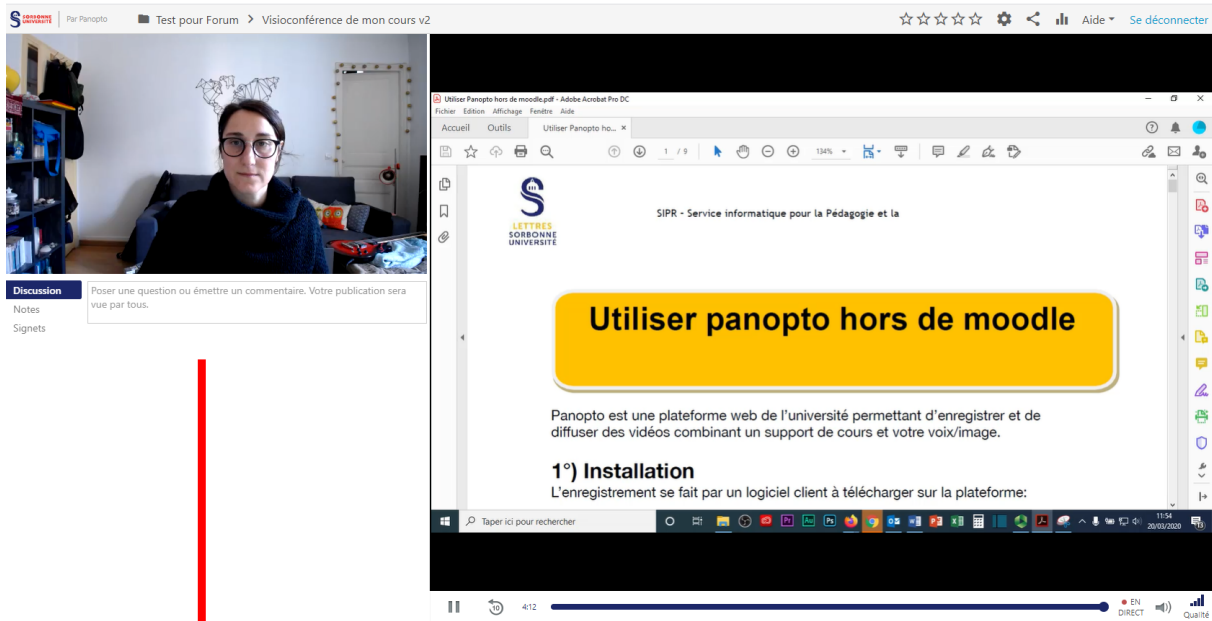 SORBONNE
UNIVERSITÉ
Par Panopto
Test pour Forum > Visioconférence de mon cours v2
Aide
Se déconnecter
Discussion
Notes
Signets
Poser une question ou émettre un commentaire. Votre publication sera
vue par tous.
Utiliser Panopto hors de moodle.pdf - Adobe Acrobat Pro DC
Fichier Edition Affichage Fenêtre Aide
Accueil Outils Utiliser Panopto ho... ×
1 / 9 134%
LETTRES
SORBONNE
UNIVERSITÉ
SIPR - Service informatique pour la Pédagogie et la
Utiliser panopto hors de moodle
Panopto est une plateforme web de l'université permettant d'enregistrer et de
diffuser des vidéos combinant un support de cours et votre voix/image.
1°) Installation
L'enregistrement se fait par un logiciel client à télécharger sur la plateforme:
Taper ici pour rechercher
Pr Au Ps
11:54
20/03/2020
10
4:12
EN
DIRECT
Qualité